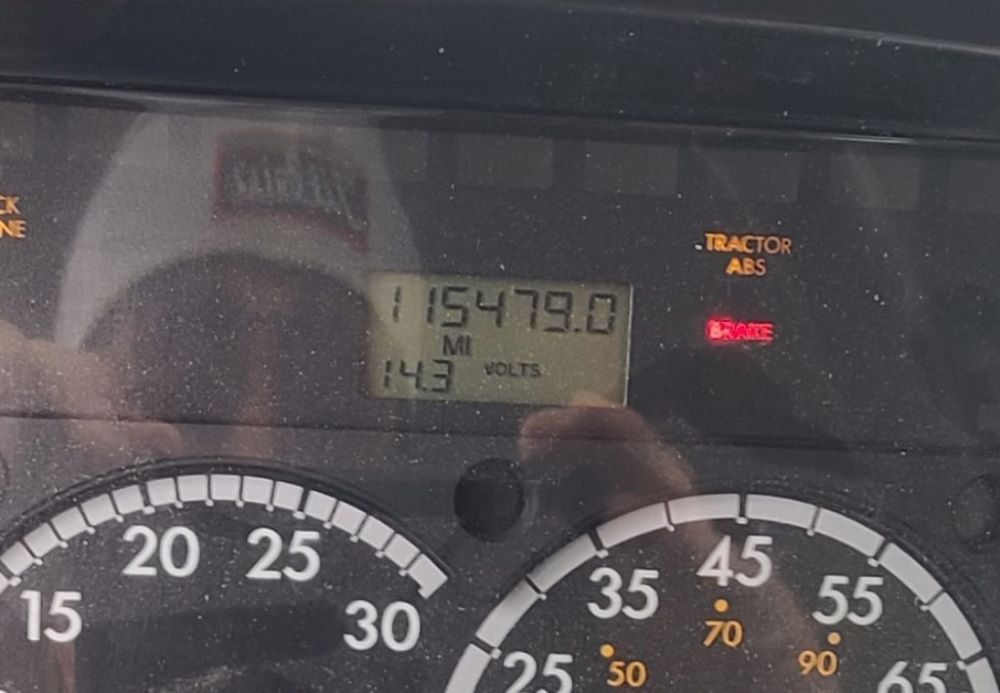 CK
NE
TRACTOR
ABS
BRAKE
115479.0
MI
14.3 VOLTS
15 20 25 30
25 35 45 55 65
50 70 90